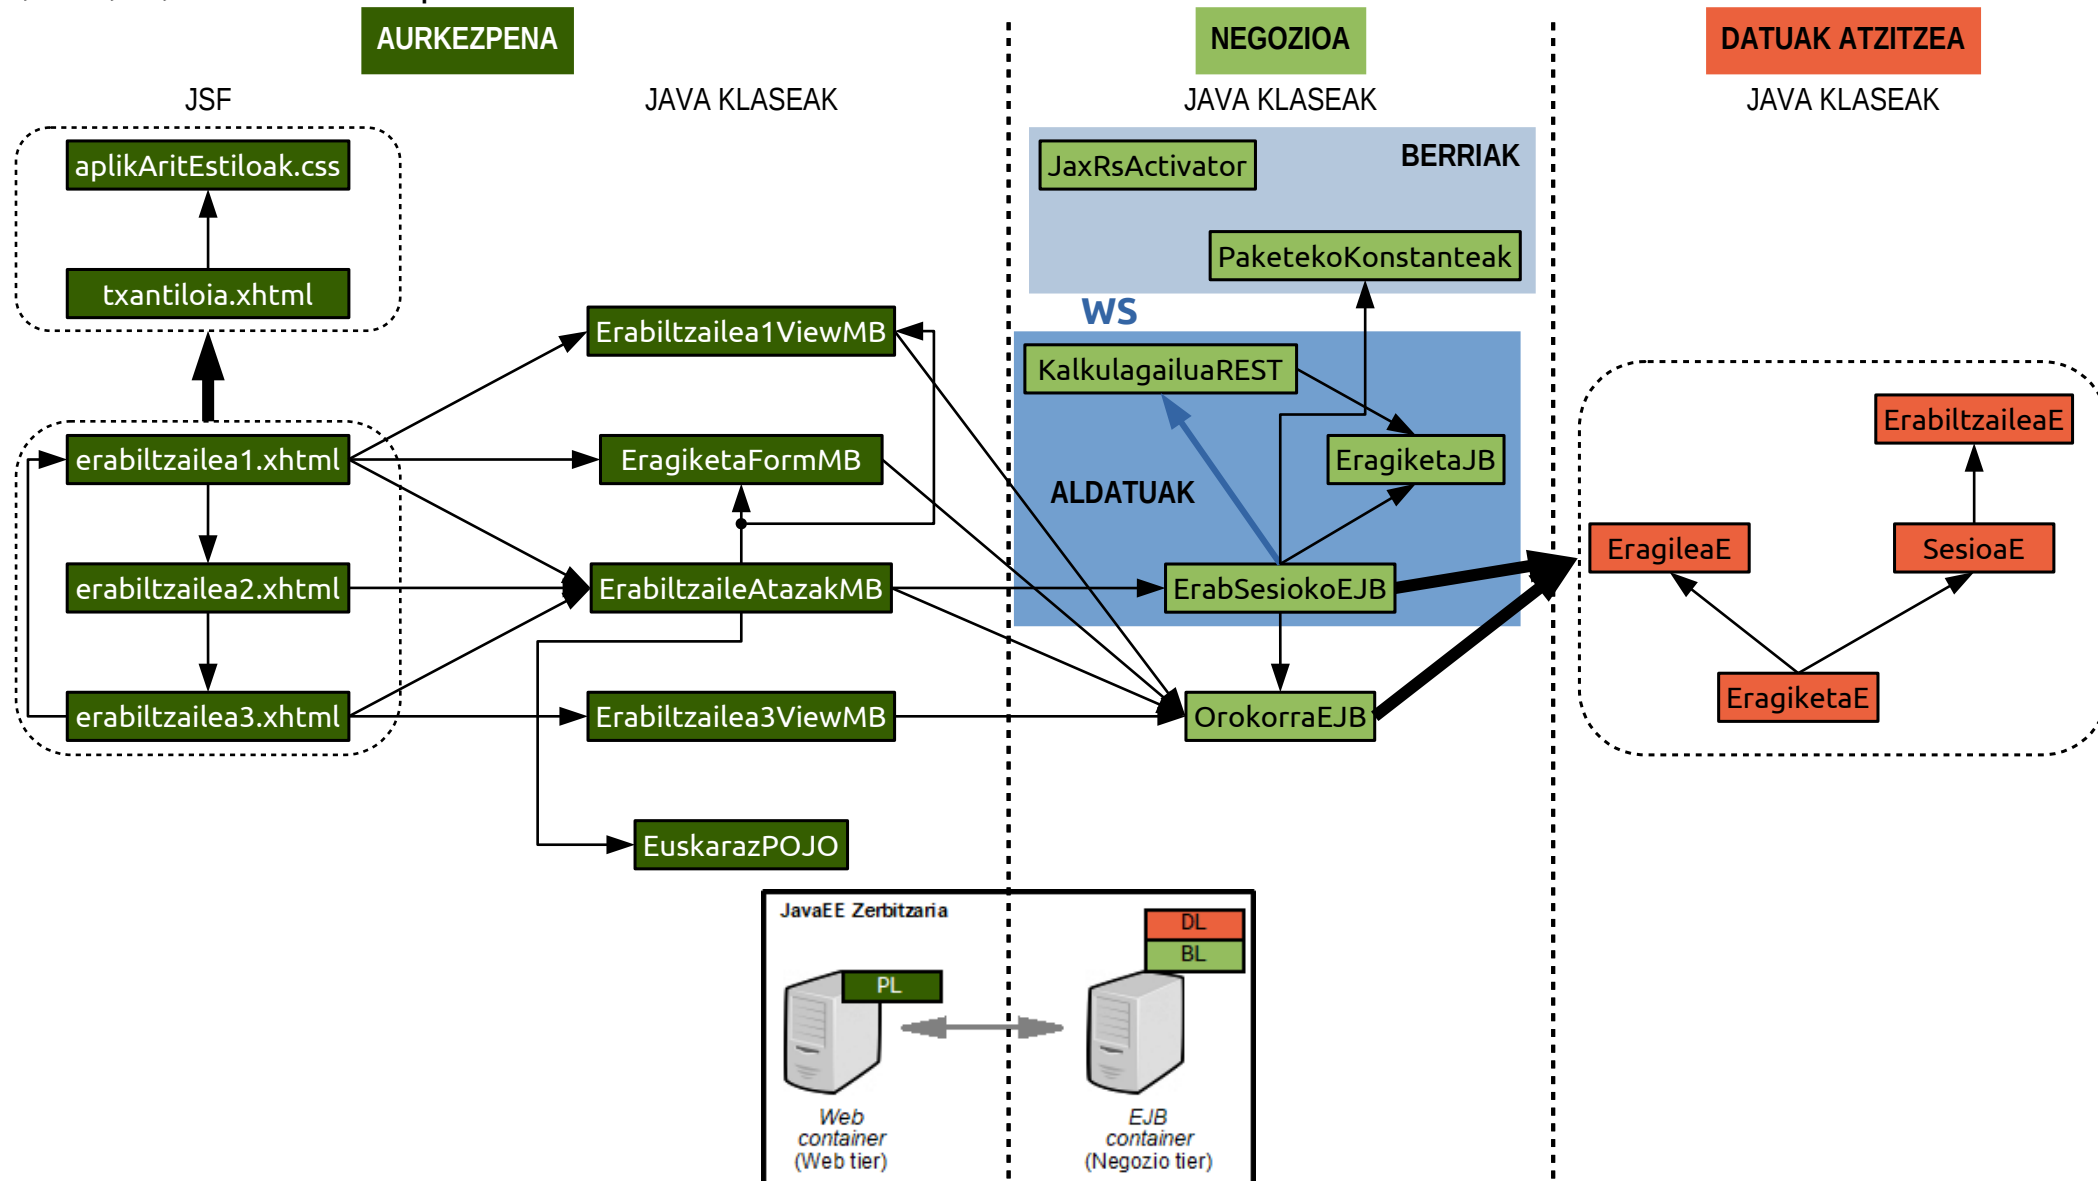 AURKEZPENA
NEGOZIOA
DATUAK ATZITZEA
JSF
JAVA KLASEAK
JAVA KLASEAK
JAVA KLASEAK
aplikAritEstiloak.css
txantiloia.xhtml
erabiltzailea1.xhtml
erabiltzailea2.xhtml
erabiltzailea3.xhtml
Erabiltzailea1ViewMB
EragiketaFormMB
ErabiltzaileAtazakMB
Erabiltzailea3ViewMB
EuskarazPOJO
JaxRsActivator
BERRIAK
PaketekoKonstanteak
WS
KalkulagailuaREST
EragiketaJB
ALDATUAK
ErabSesiokoEJB
OrokorraEJB
ErabiltzaileaE
EragileaE
SesioaE
EragiketaE
JavaEE Zerbitzaria
DL
BL
PL
Web
container
(Web tier)
EJB
container
(Negozio tier)